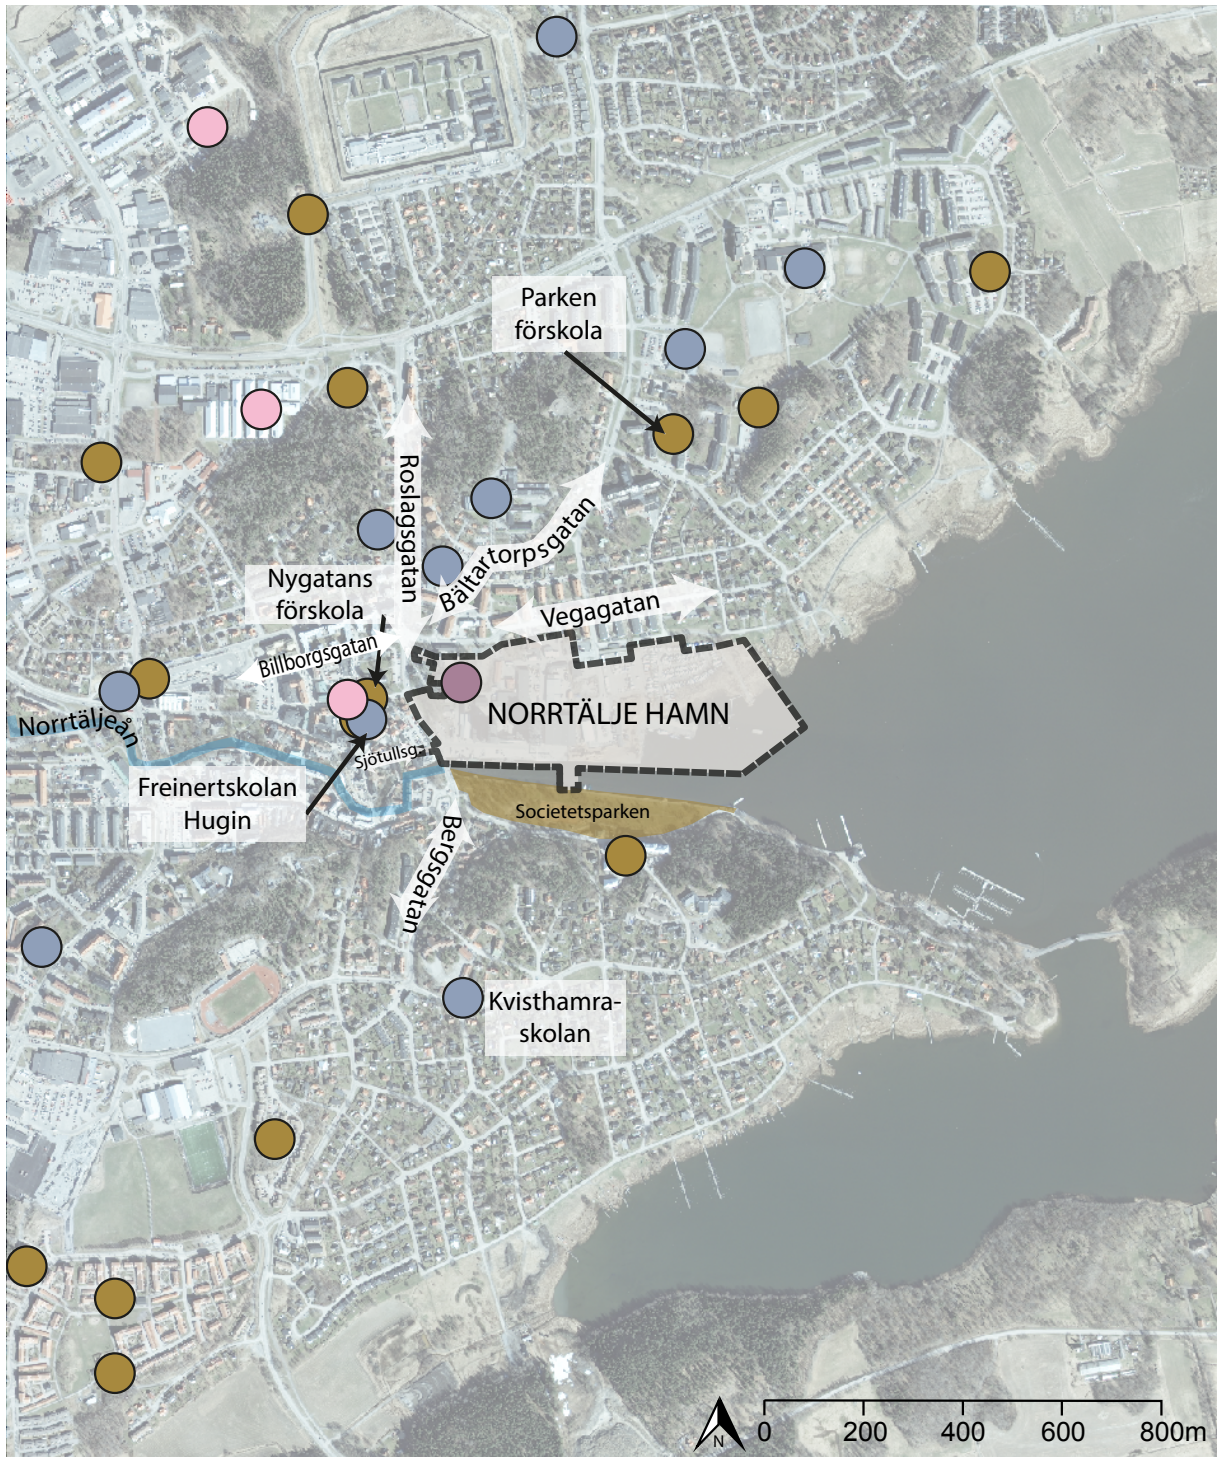 Parken
förskola
Roslagsgatan
Bältartorpsgatan
Nygatans
förskola
Vegagatan
Billborgsgatan
Norrtäljeån
NORRTÄLJE HAMN
Sjötullsg.
Freinertskolan
Hugin
Societetsparken
Bergsgatan
Kvisthamra-
skolan
N
0 200 400 600 800m